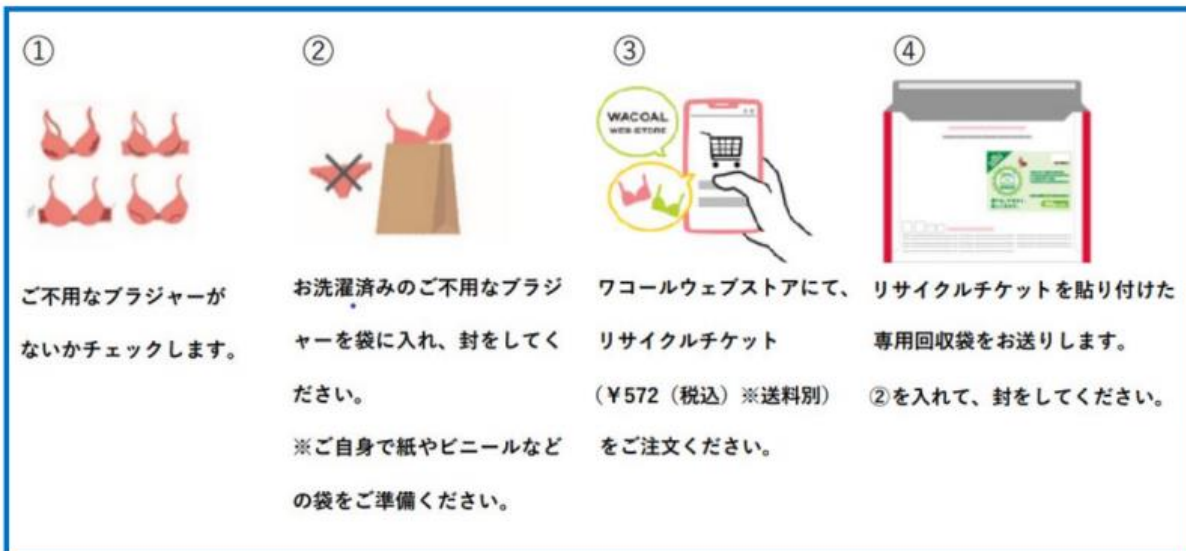 ①
ご不用なブラジャーが
ないかチェックします。
②
お洗濯済みのご不用なブラジ
ャーを袋に入れ、封をしてく
ださい。
※ご自身で紙やビニールなど
の袋をご準備ください。
③
WACOAL
WEB STORE
ワコールウェブストアにて、
リサイクルチケット
(￥572（税込）※送料別)
をご注文ください。
④
リサイクルチケットを貼り付けた
専用回収袋をお送りします。
②を入れて、封をしてください。